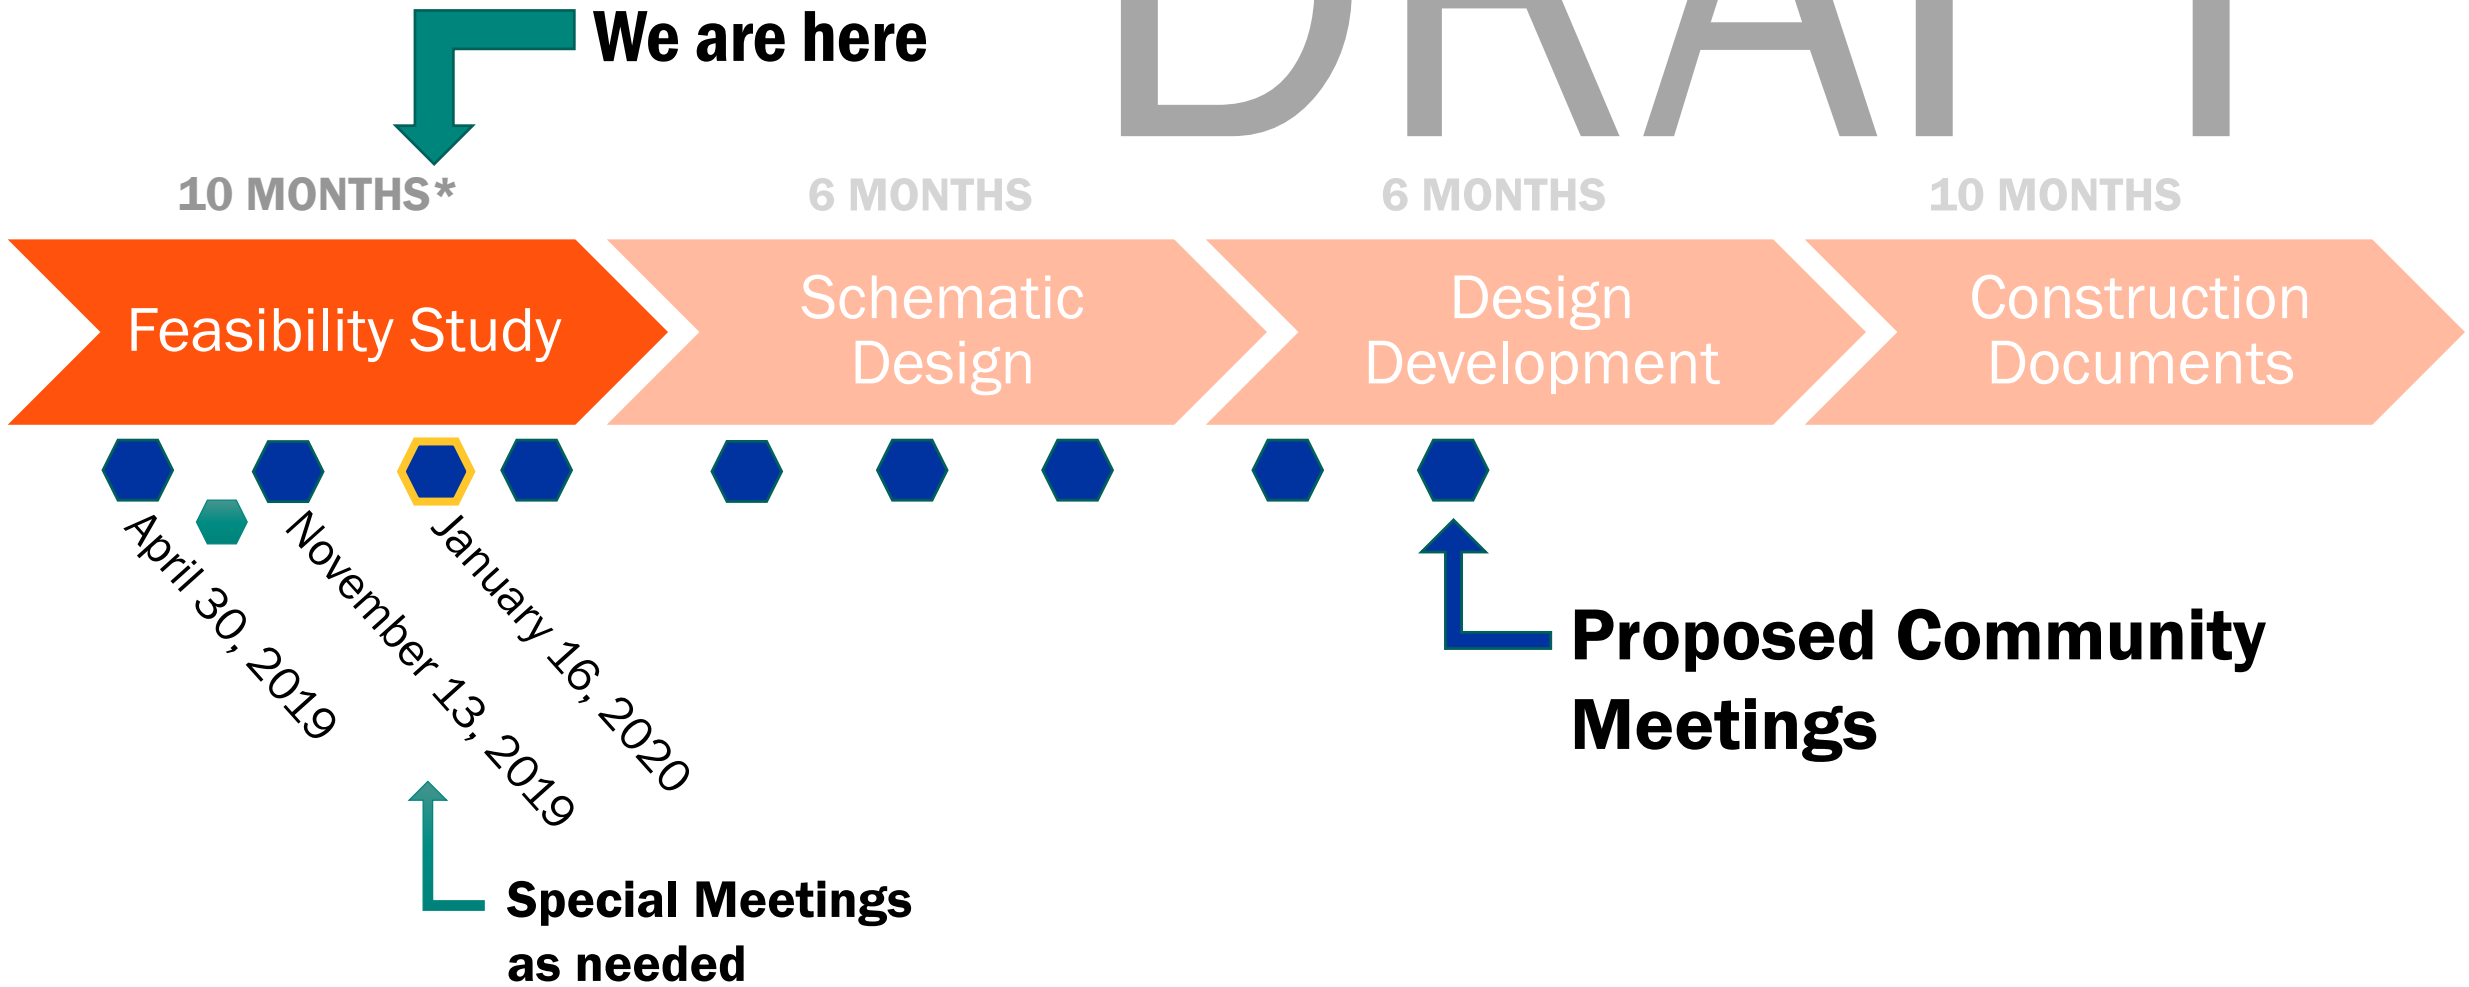 DRAFT
We are here
10 MONTHS*
6 MONTHS
6 MONTHS
10 MONTHS
Feasibility Study
Schematic
Design
Design
Development
Construction
Documents
April 30, 2019
November 13, 2019
January 16, 2020
Proposed Community
Meetings
Special Meetings
as needed